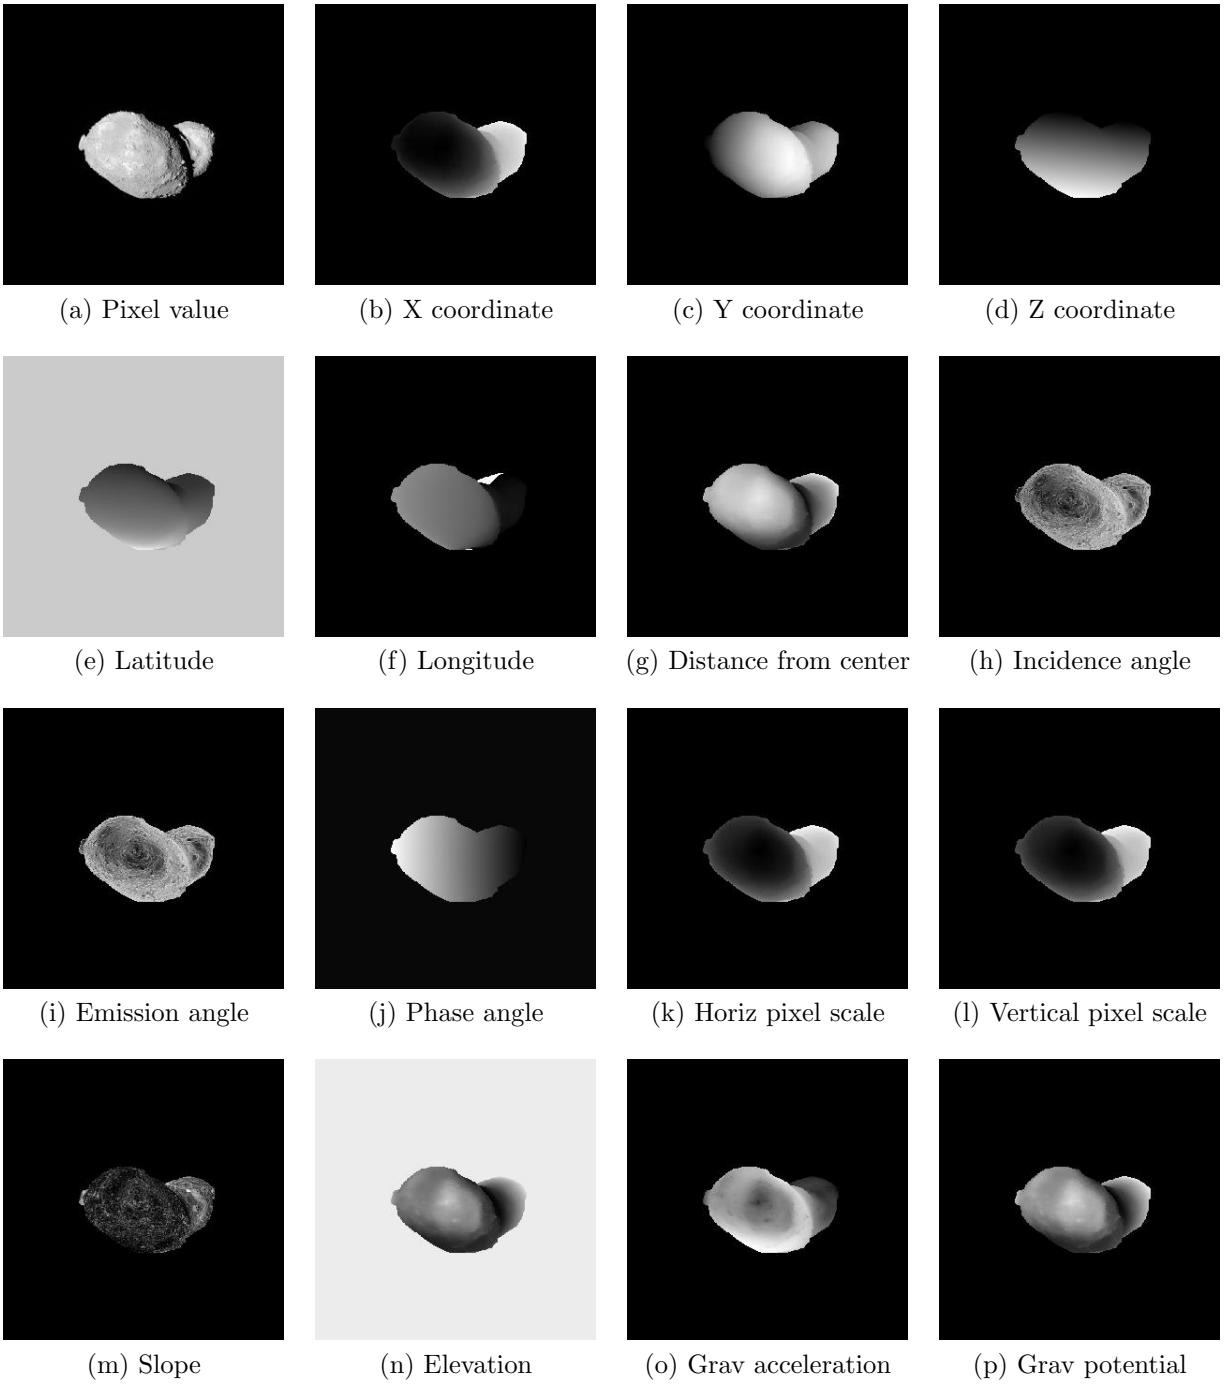 (a) Pixel value
(b) X coordinate
(c) Y coordinate
(d) Z coordinate
(e) Latitude
(f) Longitude
(g) Distance from center
(h) Incidence angle
(i) Emission angle
(j) Phase angle
(k) Horiz pixel scale
(l) Vertical pixel scale
(m) Slope
(n) Elevation
(o) Grav acceleration
(p) Grav potential